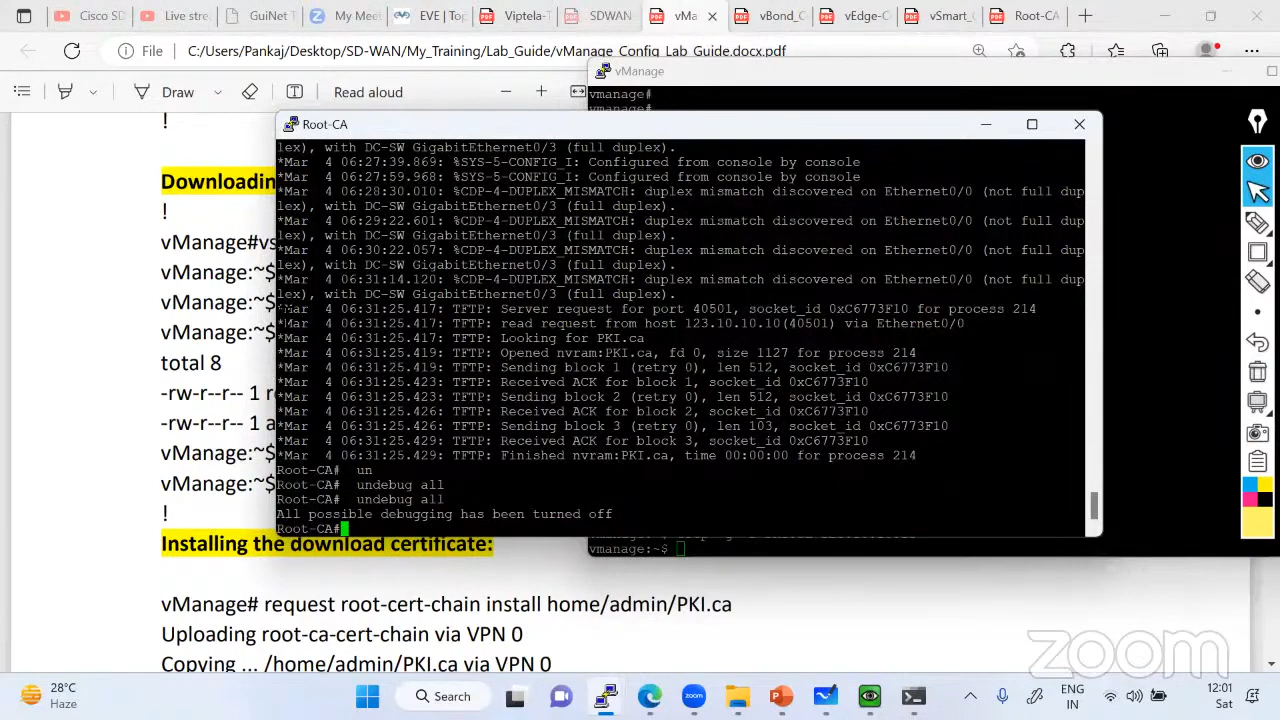 GuiNet
Live stre
Undebug
My Meet
EVE | Top
Viptela-T
SDWAN
vMa
vBond_C
vEdge-C
vSmart_C
Root-CA
File
C:/Users/Pankaj/Desktop/SD-WAN/My_Training/Lab_Guide/vManage_Config_Lab_Guide.docx.pdf
Draw
Read aloud
vManage
vmanage#
vmanage#
!
Downloadin
!
vManage#vs
vManage:~$
vManage:~$
vManage:~$
total 8
-rw-r--r-- 1 r
-rw-r--r-- 1 a
vManage:~$
vManage:~$
!
Root-CA
lex), with DC-SW GigabitEthernet0/3 (full duplex).
*Mar  4 06:27:39.869: %SYS-5-CONFIG_I: Configured from console by console
*Mar  4 06:27:59.968: %SYS-5-CONFIG_I: Configured from console by console
*Mar  4 06:28:30.010: %CDP-4-DUPLEX_MISMATCH: duplex mismatch discovered on Ethernet0/0 (not full dup
lex), with DC-SW GigabitEthernet0/3 (full duplex).
*Mar  4 06:29:22.601: %CDP-4-DUPLEX_MISMATCH: duplex mismatch discovered on Ethernet0/0 (not full dup
lex), with DC-SW GigabitEthernet0/3 (full duplex).
*Mar  4 06:30:22.057: %CDP-4-DUPLEX_MISMATCH: duplex mismatch discovered on Ethernet0/0 (not full dup
lex), with DC-SW GigabitEthernet0/3 (full duplex).
*Mar  4 06:31:14.120: %CDP-4-DUPLEX_MISMATCH: duplex mismatch discovered on Ethernet0/0 (not full dup
lex), with DC-SW GigabitEthernet0/3 (full duplex).
*Mar  4 06:31:25.417: TFTP: Server request for port 40501, socket_id 0xC6773F10 for process 214
*Mar  4 06:31:25.417: TFTP: read request from host 123.10.10.10(40501) via Ethernet0/0
*Mar  4 06:31:25.417: TFTP: Looking for PKI.ca
*Mar  4 06:31:25.419: TFTP: Opened nvram:PKI.ca, fd 0, size 1127 for process 214
*Mar  4 06:31:25.419: TFTP: Sending block 1 (retry 0), len 512, socket_id 0xC6773F10
*Mar  4 06:31:25.423: TFTP: Received ACK for block 1, socket_id 0xC6773F10
*Mar  4 06:31:25.423: TFTP: Sending block 2 (retry 0), len 512, socket_id 0xC6773F10
*Mar  4 06:31:25.426: TFTP: Received ACK for block 2, socket_id 0xC6773F10
*Mar  4 06:31:25.426: TFTP: Sending block 3 (retry 0), len 103, socket_id 0xC6773F10
*Mar  4 06:31:25.429: TFTP: Received ACK for block 3, socket_id 0xC6773F10
*Mar  4 06:31:25.429: TFTP: Finished nvram:PKI.ca, time 00:00:00 for process 214
Root-CA#  un
Root-CA#  undebug all
Root-CA#  undebug all
All possible debugging has been turned off
Root-CA#
vmanage:~$
Installing the download certificate:
vManage# request root-cert-chain install home/admin/PKI.ca
Uploading root-ca-cert-chain via VPN 0
Copying ... /home/admin/PKI.ca via VPN 0
zoom
28°C
Haze
Search
zoom
ENG
IN
12:01
Sat